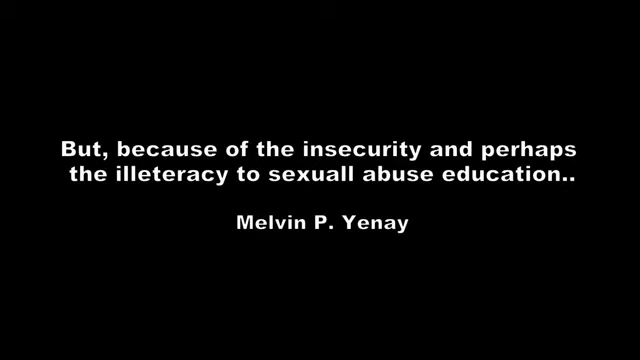 But, because of the insecurity and perhaps
the illeteracy to sexuall abuse education..
Melvin P. Yenay